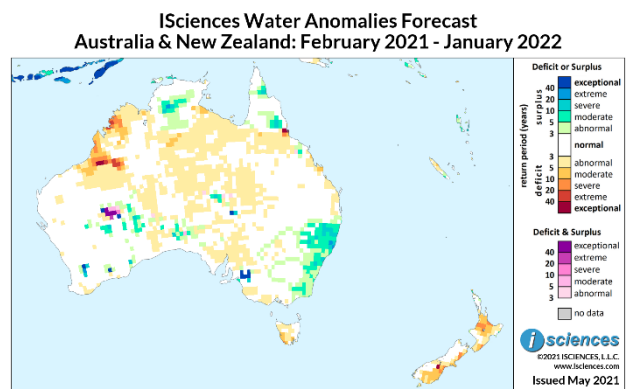 ISciences Water Anomalies Forecast
Australia & New Zealand: February 2021 - January 2022
Deficit or Surplus
return period (years)
surplus
deficit
exceptional
40
extreme
20
severe
10
moderate
5
abnormal
3
normal
3
abnormal
5
moderate
10
severe
20
extreme
40
exceptional
Deficit & Surplus
exceptional
40
extreme
20
severe
10
moderate
5
abnormal
3
no data
isciences
©2021 ISCIENCES, L.L.C.
www.isciences.com
Issued May 2021